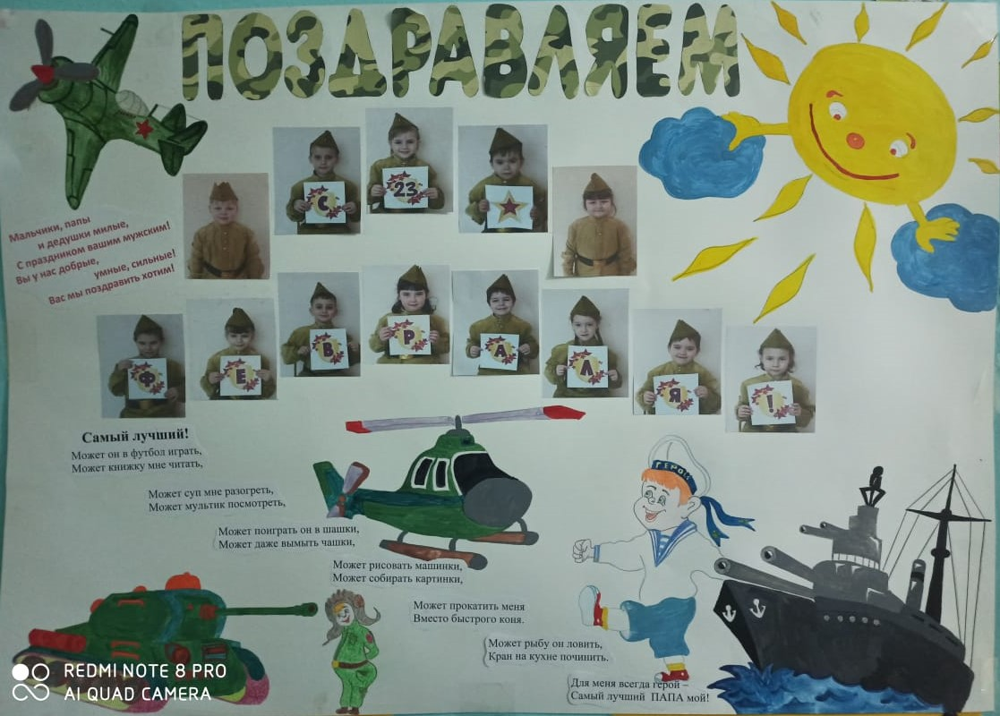 ПОЗДРАВЛЯЕМ
С
23
Мальчики, папы
и дедушки милые,
С праздником вашим мужским!
Вы у нас добрые,
умные, сильные!
Вас мы поздравить хотим!
Ф
Е
В
Р
А
Л
Я
!
Самый лучший!
Может он в футбол играть,
Может книжку мне читать,
Может суп мне разогреть,
Может мультик посмотреть,
Может поиграть он в шашки,
Может даже вымыть чашки,
Может рисовать машинки,
Может собирать картинки,
Может прокатить меня
Вместо быстрого коня.
Может рыбу он ловить,
Кран на кухне починить.
Для меня всегда герой –
Самый лучший ПАПА мой!
ГЕРОЙ
REDMI NOTE 8 PRO
AI QUAD CAMERA